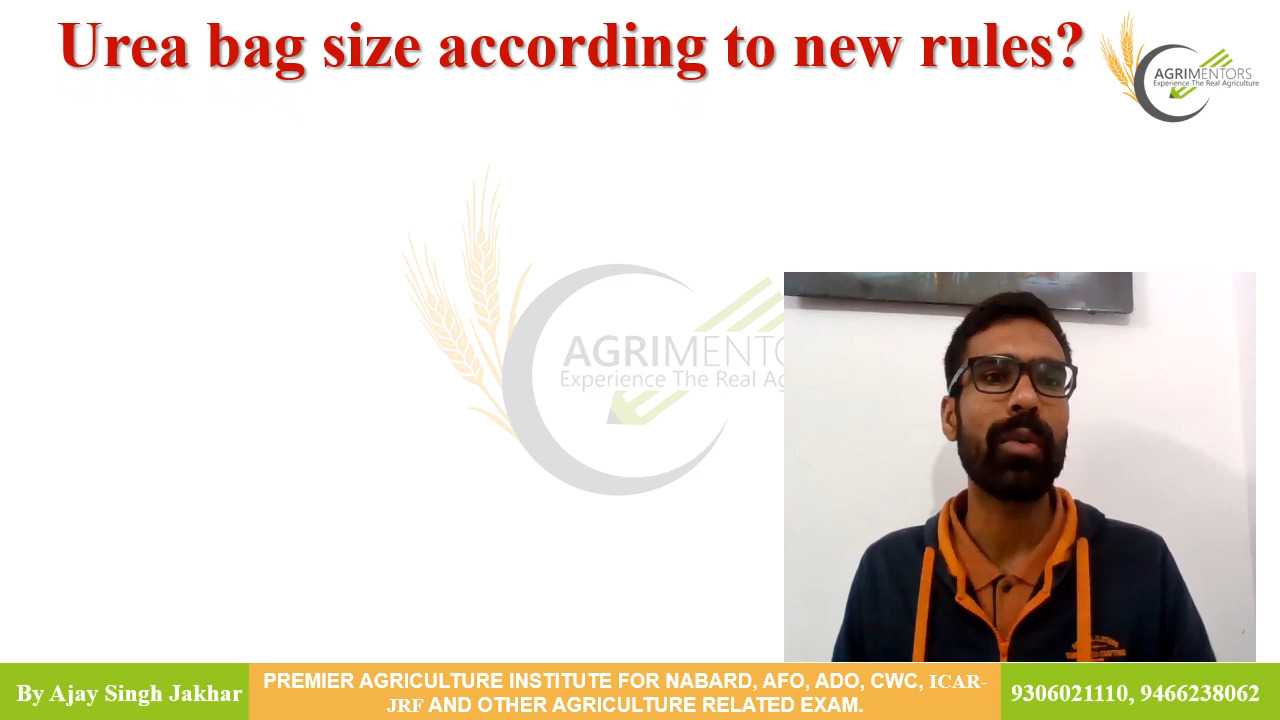 Urea bag size according to new rules?
AGRIMENTORS
Experience The Real Agriculture
AGRIMENTO
Experience The Real Ag
By Ajay Singh Jakhar
PREMIER AGRICULTURE INSTITUTE FOR NABARD, AFO, ADO, CWC, ICAR-
JRF AND OTHER AGRICULTURE RELATED EXAM.
9306021110, 9466238062